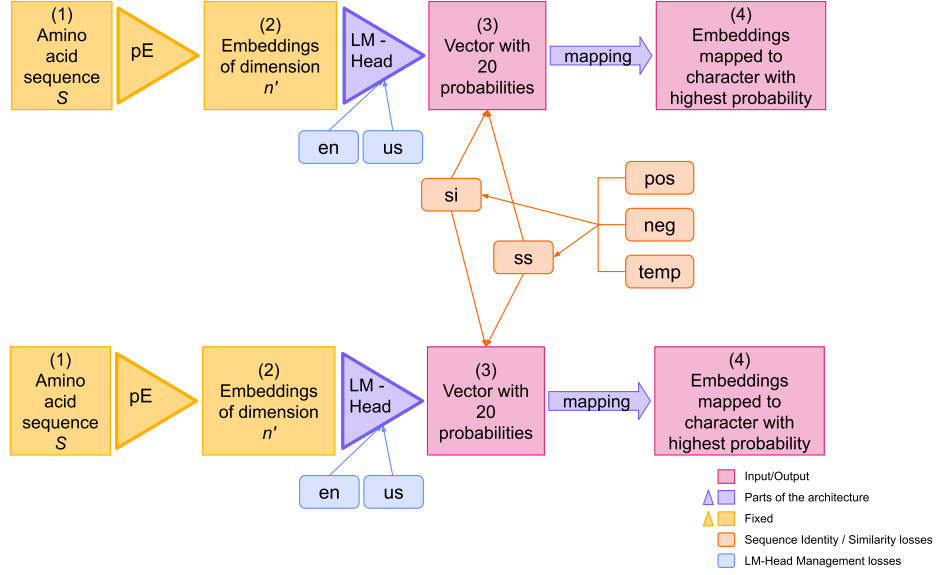 (1)
Amino
acid
sequence
S
pE
(2)
Embeddings
of dimension
n'
LM -
Head
(3)
Vector with
20
probabilities
mapping
(4)
Embeddings
mapped to
character with
highest probability
en
us
si
ss
pos
neg
temp
(1)
Amino
acid
sequence
S
pE
(2)
Embeddings
of dimension
n'
LM -
Head
(3)
Vector with
20
probabilities
mapping
(4)
Embeddings
mapped to
character with
highest probability
en
us
Input/Output
Parts of the architecture
Fixed
Sequence Identity / Similarity losses
LM-Head Management losses